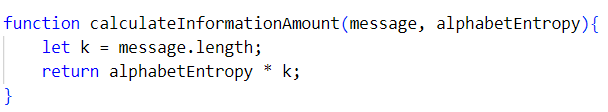 function calculateInformationAmount(message, alphabetEntropy){
    let k = message.length;
    return alphabetEntropy * k;
}